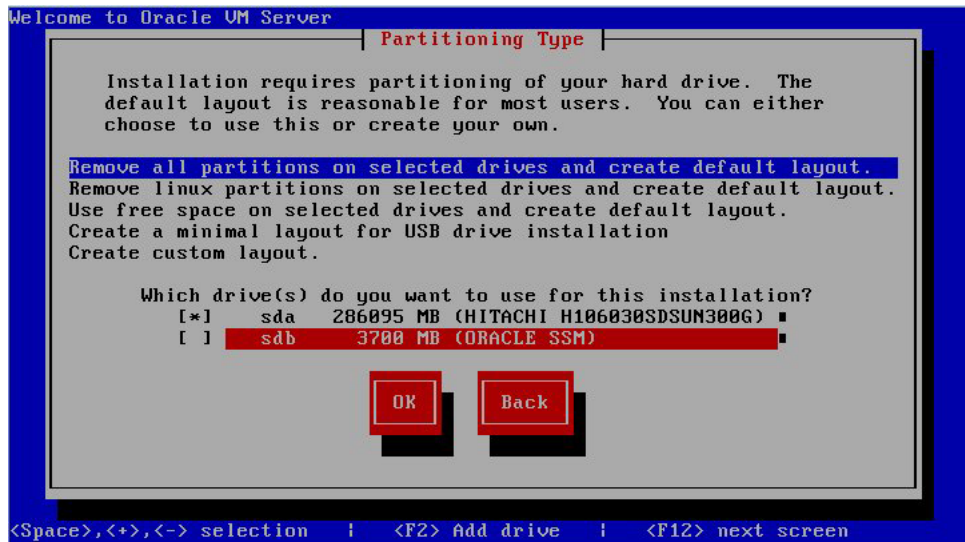 Welcome to Oracle VM Server
Partitioning Type
Installation requires partitioning of your hard drive.  The
default layout is reasonable for most users.  You can either
choose to use this or create your own.
Remove all partitions on selected drives and create default layout.
Remove linux partitions on selected drives and create default layout.
Use free space on selected drives and create default layout.
Create a minimal layout for USB drive installation
Create custom layout.
Which drive(s) do you want to use for this installation?
[*]   sda   286095 MB (HITACHI H106030SDSUN300G)
[ ]   sdb   3700 MB (ORACLE SSM)
OK   Back
<Space>,<+>,<-> selection   |   <F2> Add drive   |   <F12> next screen